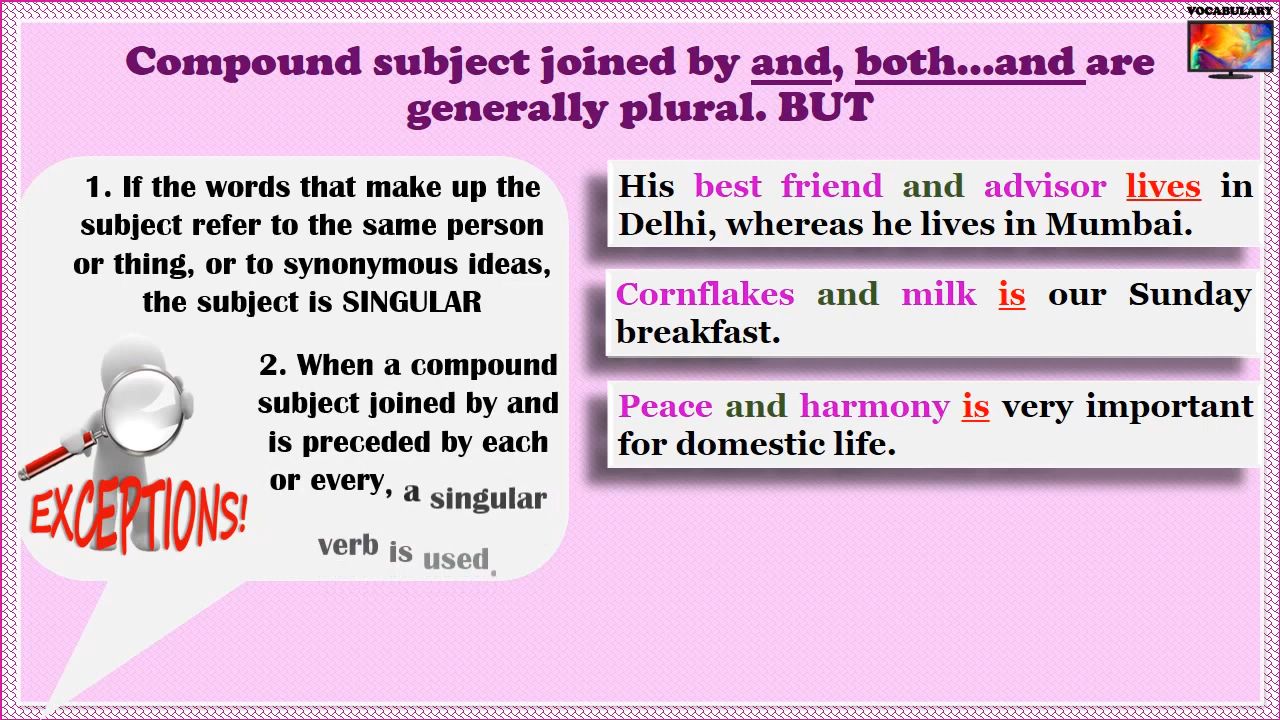 VOCABULARY
Compound subject joined by and, both...and are
generally plural. BUT
1. If the words that make up the
subject refer to the same person
or thing, or to synonymous ideas,
the subject is SINGULAR
2. When a compound
subject joined by and
is preceded by each
or every, a singular
verb is used.
EXCEPTIONS!
His best friend and advisor lives in
Delhi, whereas he lives in Mumbai.
Cornflakes and milk is our Sunday
breakfast.
Peace and harmony is very important
for domestic life.